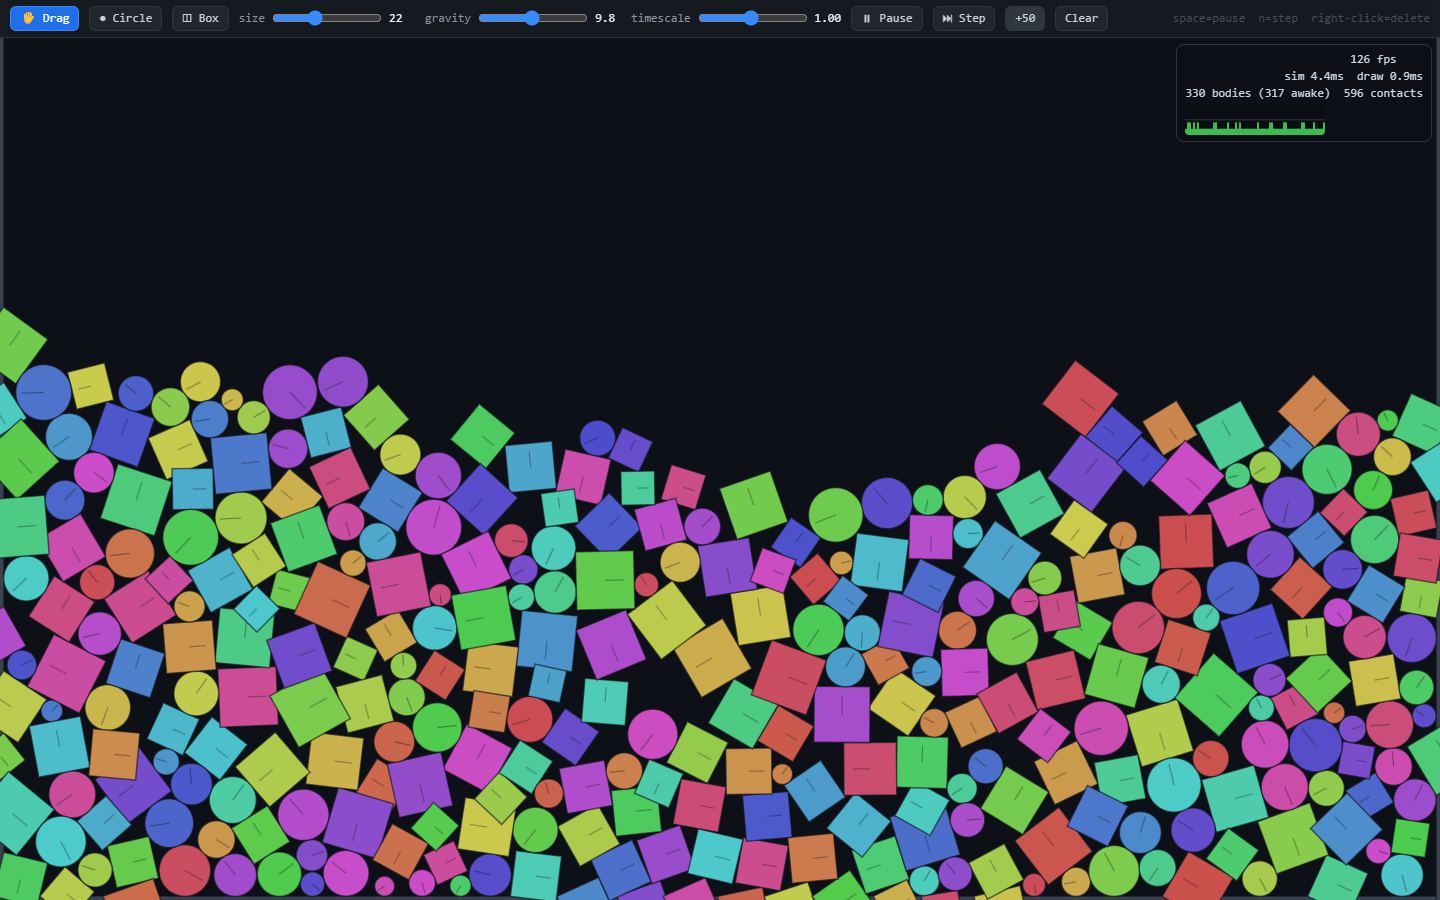 Drag Circle Box size 22 gravity 9.8 timescale 1.00 Pause Step +50 Clear space=pause n=step right-click=delete
126 fps
sim 4.4ms draw 0.9ms
330 bodies (317 awake) 596 contacts